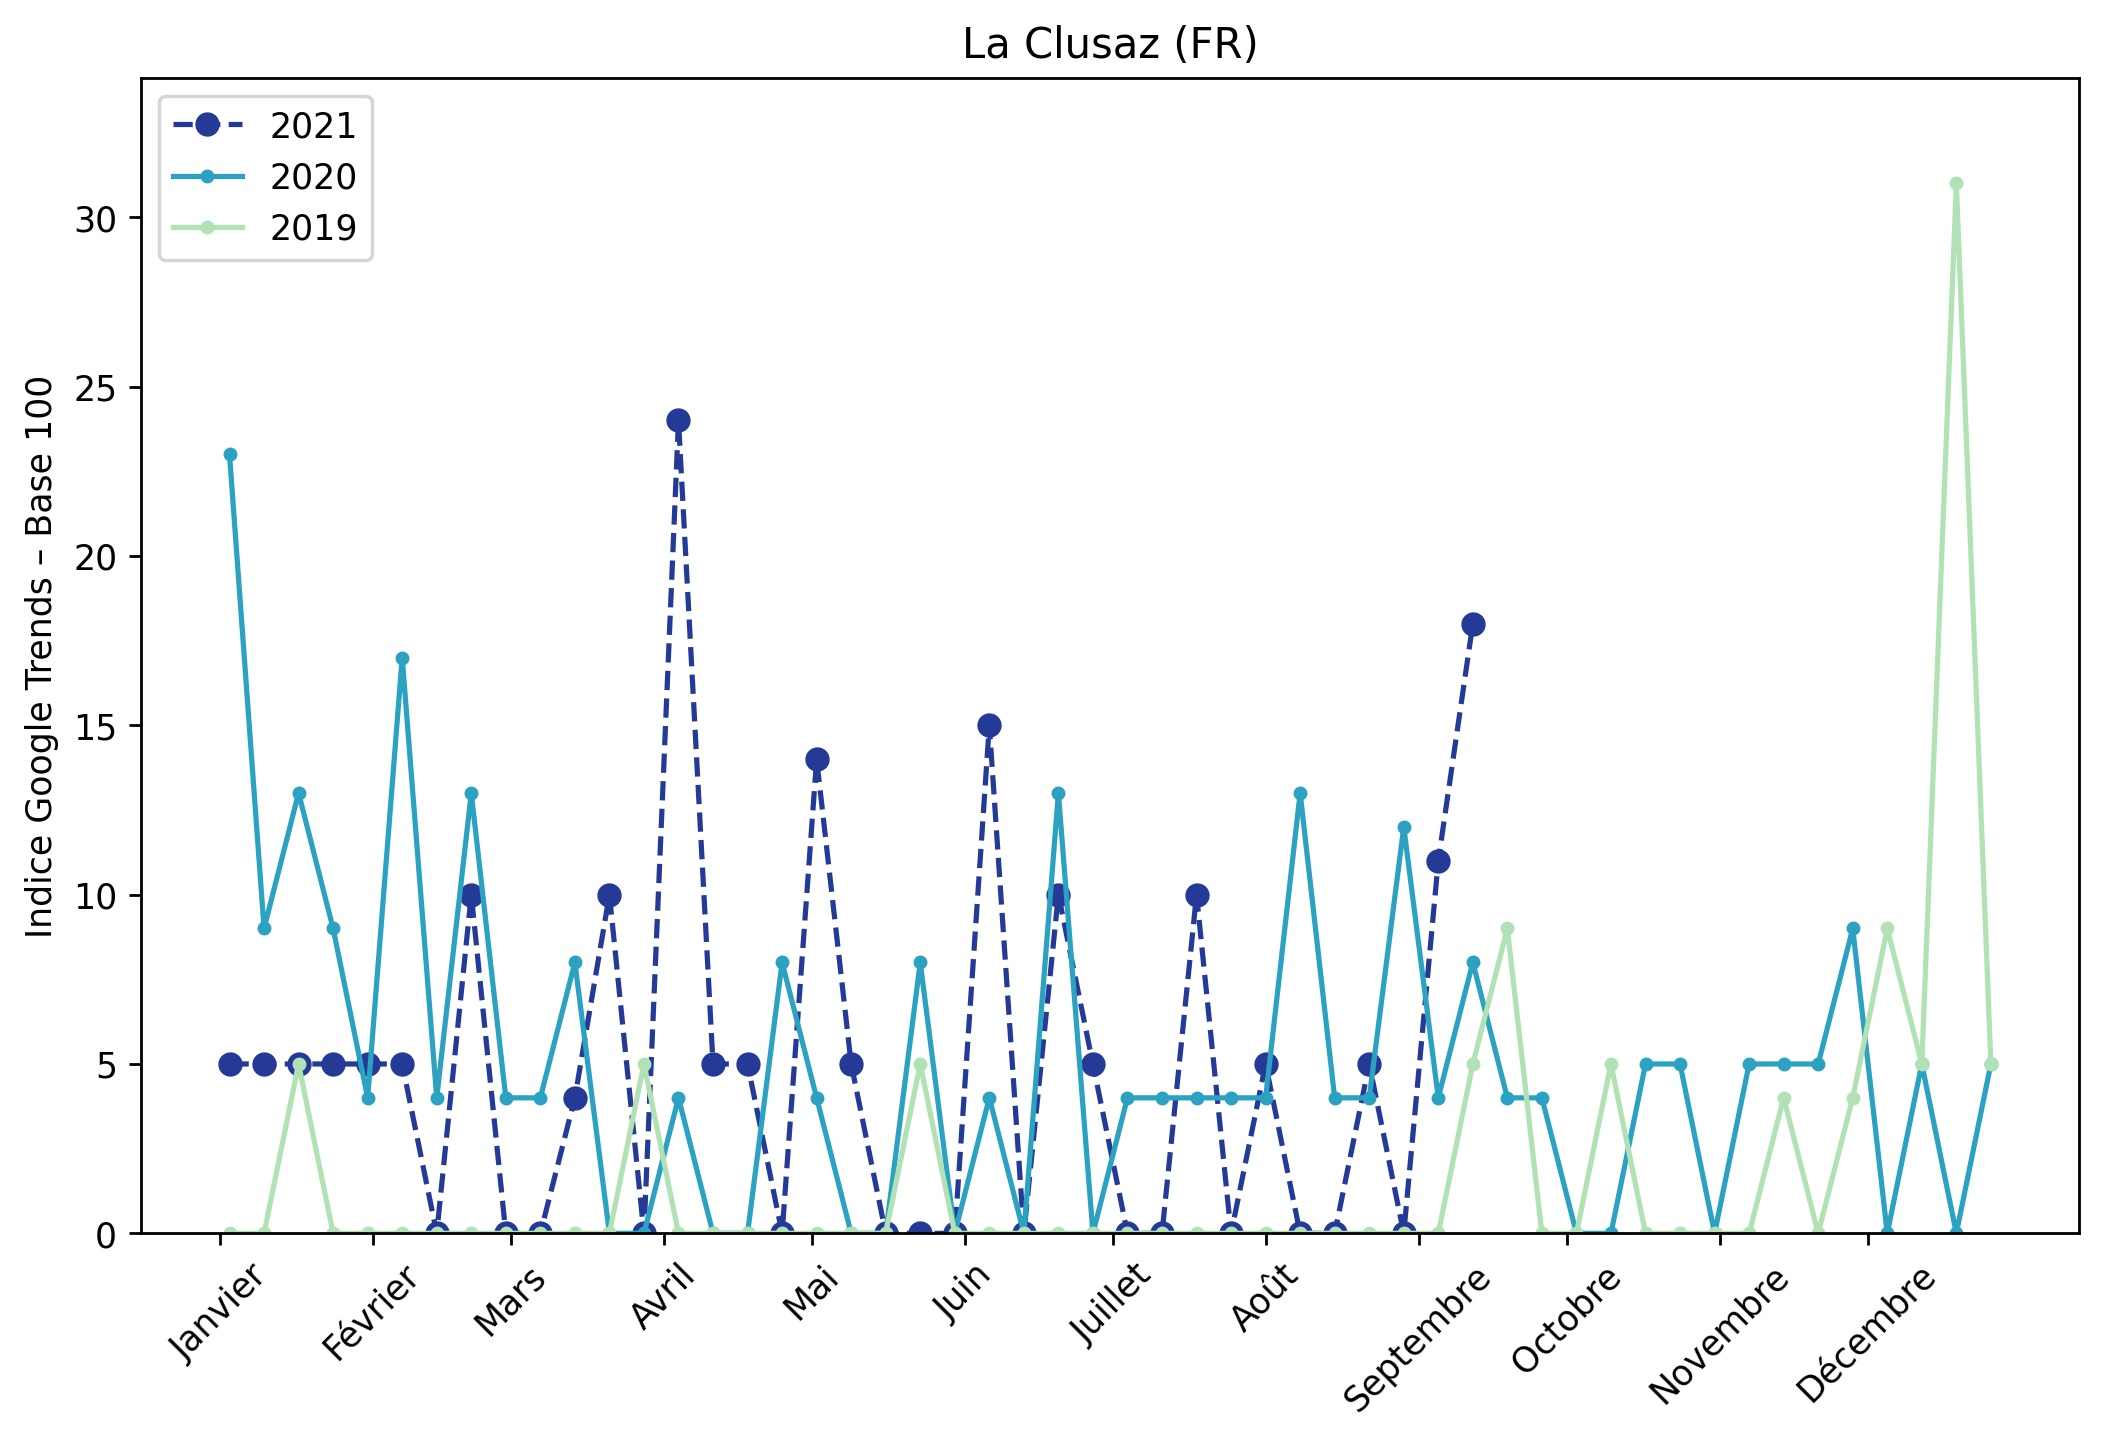 La Clusaz (FR)
2021
2020
2019
Indice Google Trends – Base 100
30
25
20
15
10
5
0
Janvier
Février
Mars
Avril
Mai
Juin
Juillet
Août
Septembre
Octobre
Novembre
Décembre